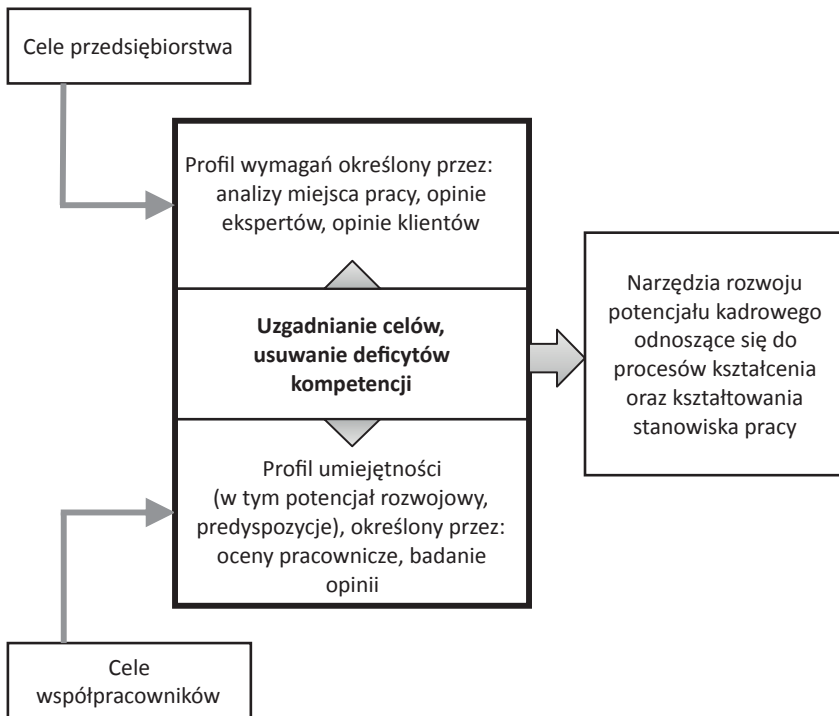 Cele przedsiębiorstwa
Profil wymagań określony przez:
analizy miejsca pracy, opinie
ekspertów, opinie klientów
Uzgadnianie celów,
usuwanie deficytów
kompetencji
Profil umiejętności
(w tym potencjał rozwojowy,
predyspozycje), określony przez:
oceny pracownicze, badanie
opinii
Cele
współpracowników
Narzędzia rozwoju
potencjału kadrowego
odnoszące się do
procesów kształcenia
oraz kształtowania
stanowiska pracy